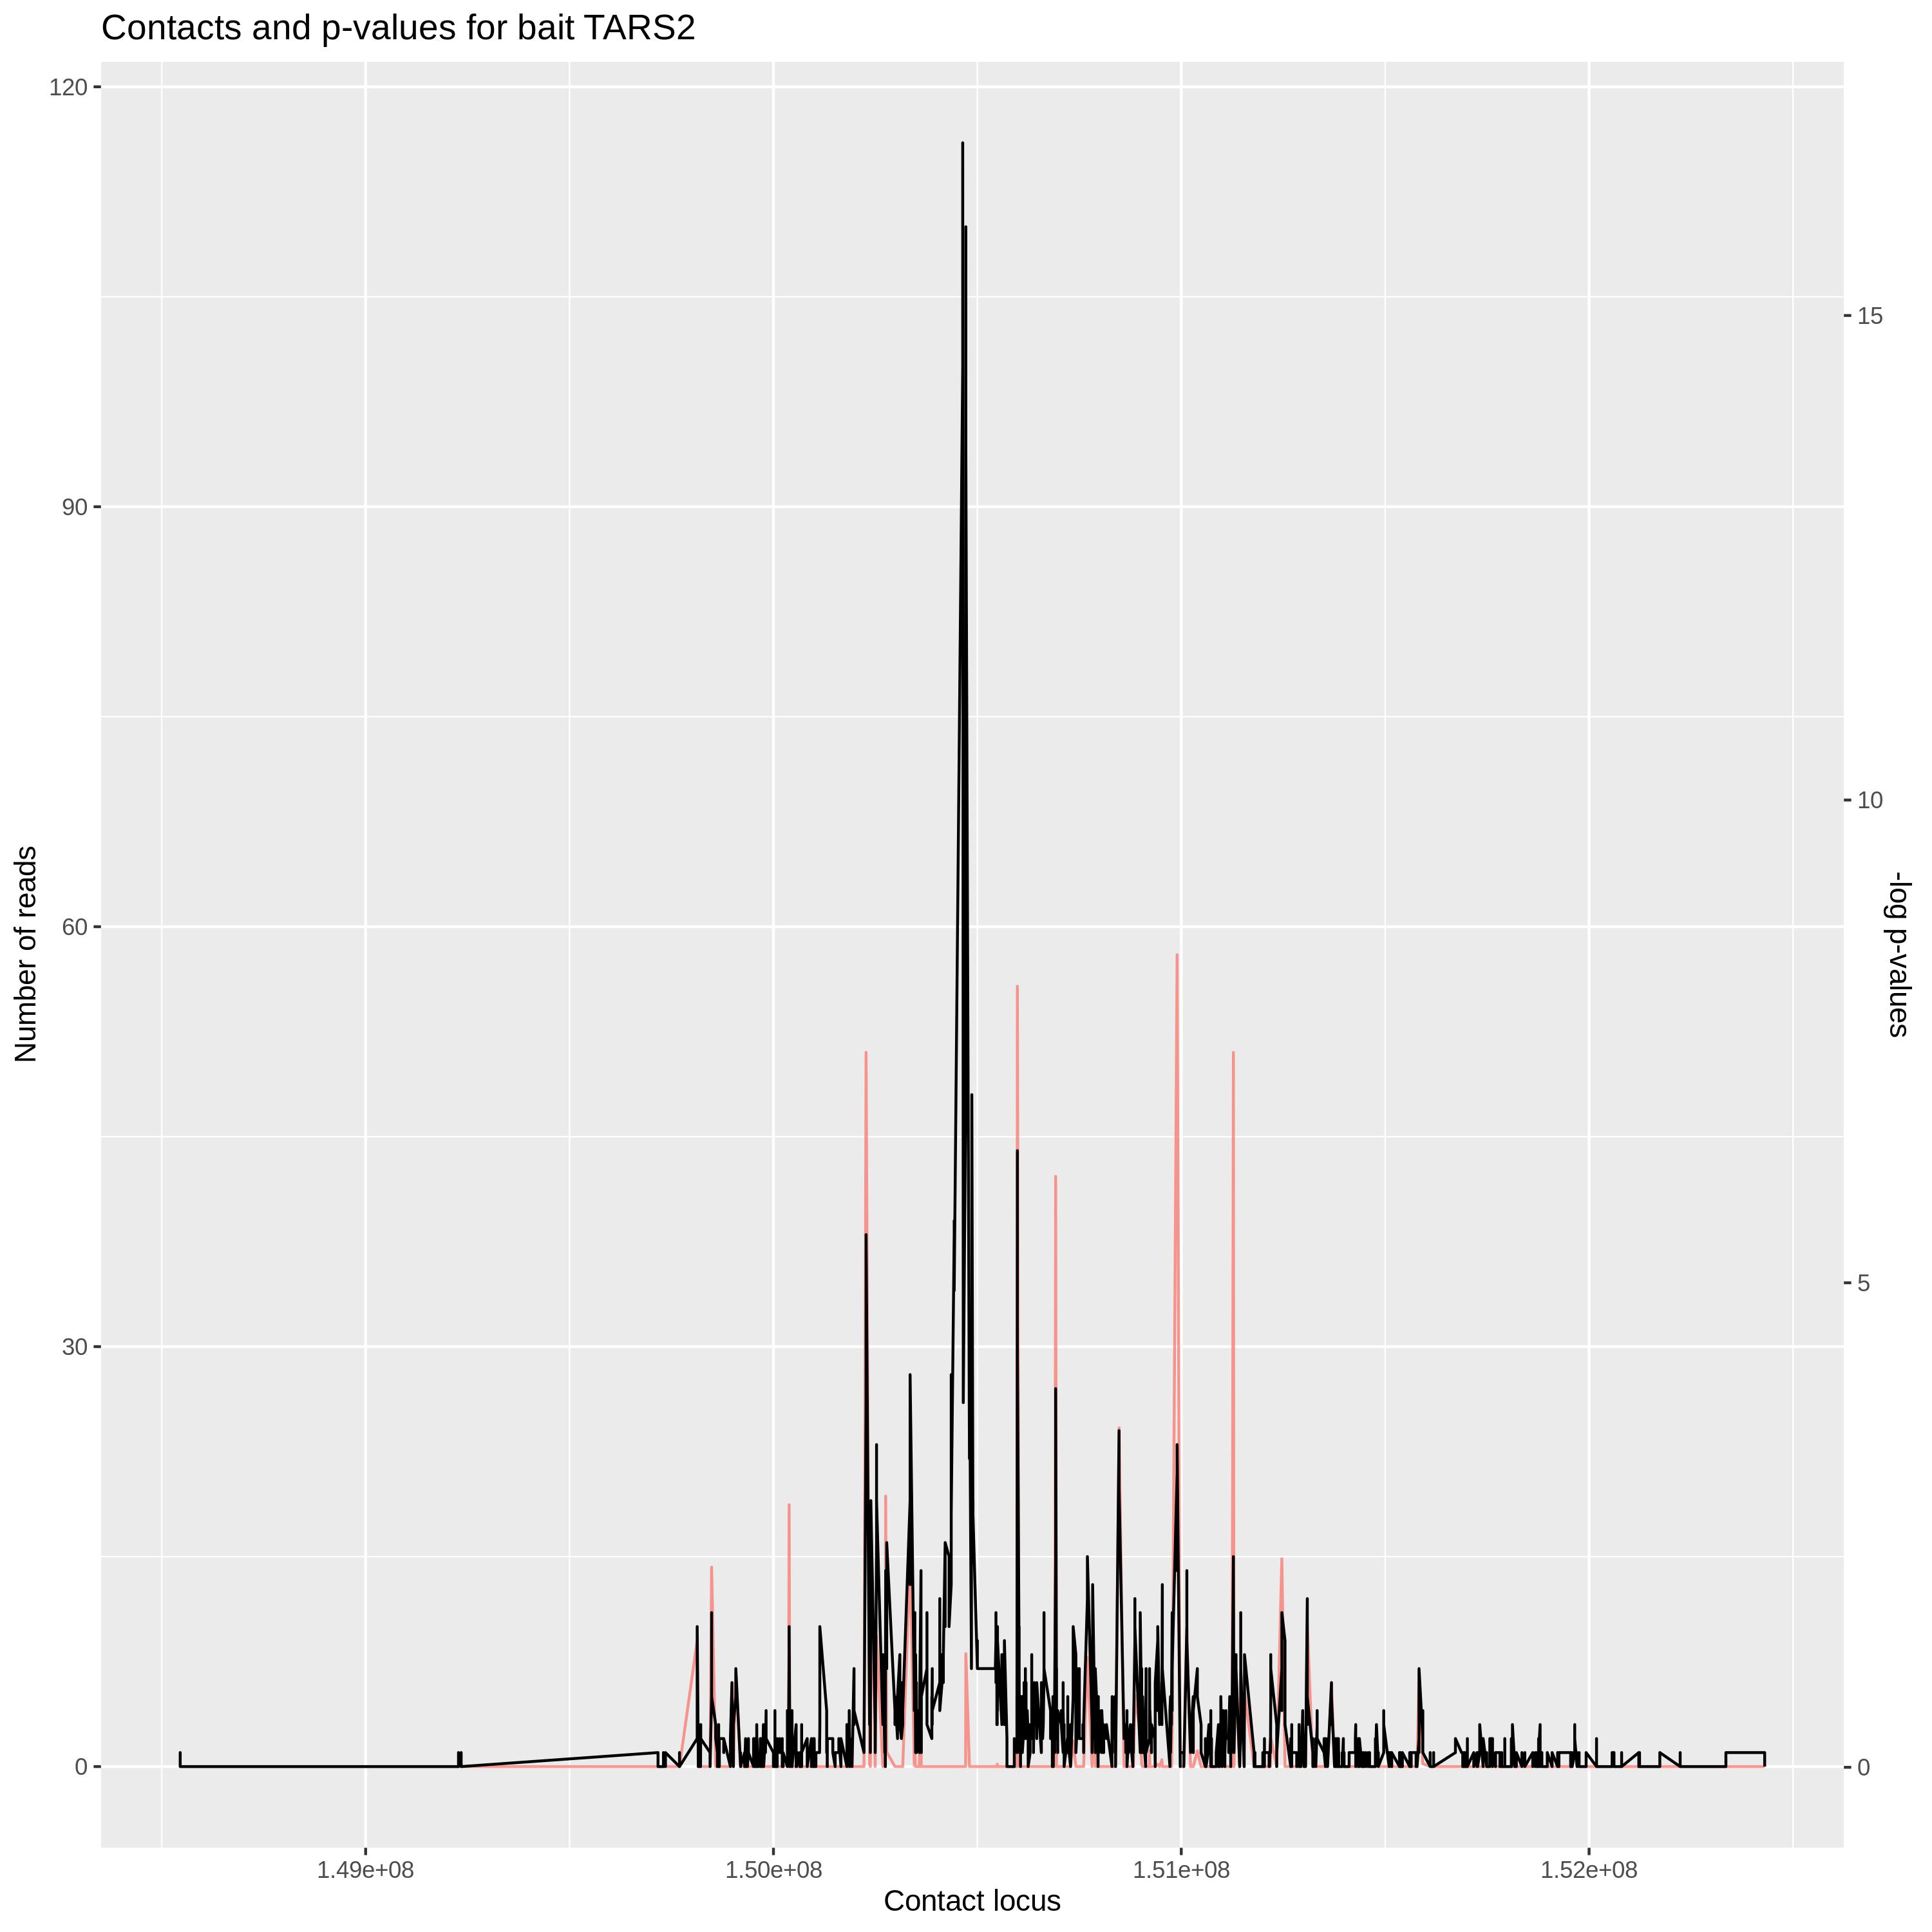 Contacts and p-values for bait TARS2
120
90
60
30
0
Number of reads
15
10
5
0
-log p-values
1.49e+08
1.50e+08
1.51e+08
1.52e+08
Contact locus